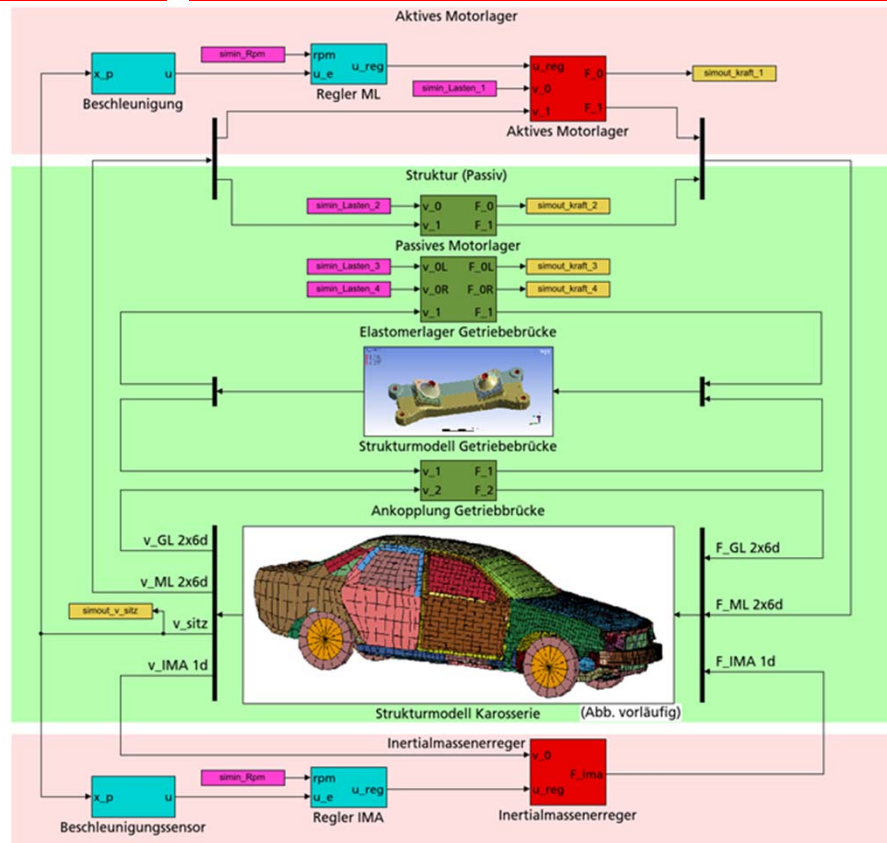 Aktives Motorlager
simin_Rpm
rpm
x_p u
u_e u_reg
Beschleunigung
Regler ML
simin_Lasten_1
u_reg
F_0
v_0
F_1
v_1
simout_kraft_1
Aktives Motorlager
Struktur (Passiv)
simin_Lasten_2
v_0 F_0
simout_kraft_2
v_1 F_1
Passives Motorlager
simin_Lasten_3
v_0L F_0L
simout_kraft_3
simin_Lasten_4
v_0R F_0R
simout_kraft_4
v_1 F_1
Elastomerlager Getriebebrücke
Strukturmodell Getriebebrücke
v_1 F_1
v_2 F_2
Ankopplung Getriebbrücke
v_GL 2x6d
F_GL 2x6d
v_ML 2x6d
F_ML 2x6d
simout_v_sitz
v_sitz
v_IMA 1d
F_IMA 1d
Strukturmodell Karosserie
(Abb. vorläufig)
Inertialmassenerreger
simin_Rpm
rpm
x_p u
u_e u_reg
v_0
F_ima
u_reg
Beschleunigungssensor
Regler IMA
Inertialmassenerreger